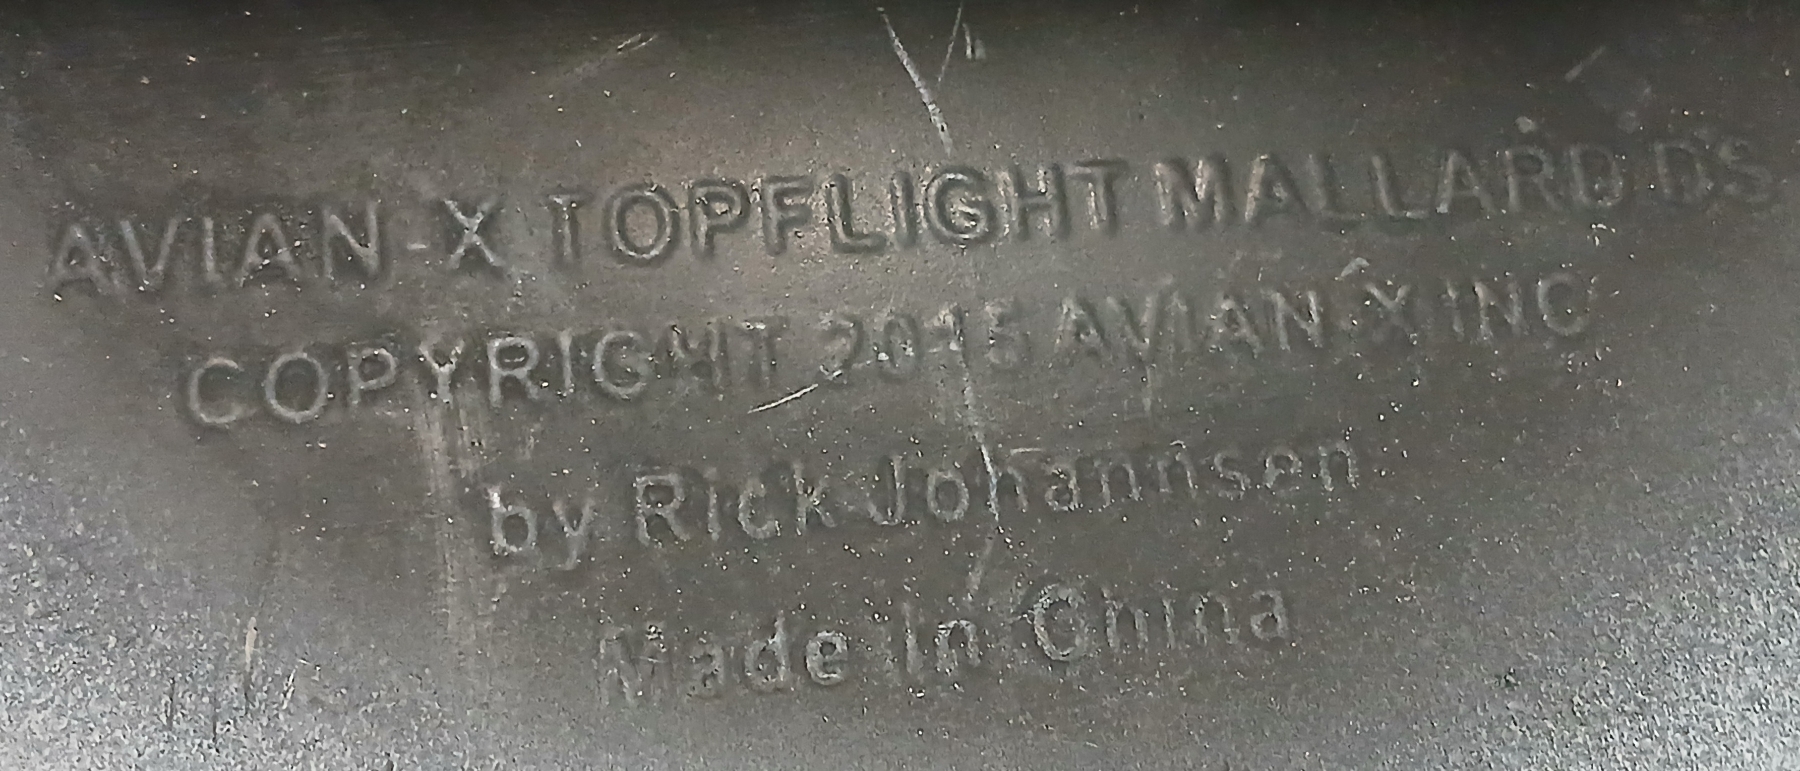 AVIAN-X TOPFLIGHT MALLARD DS
COPYRIGHT 2015 AVIAN-X INC
by Rick Johannsen
Made in China